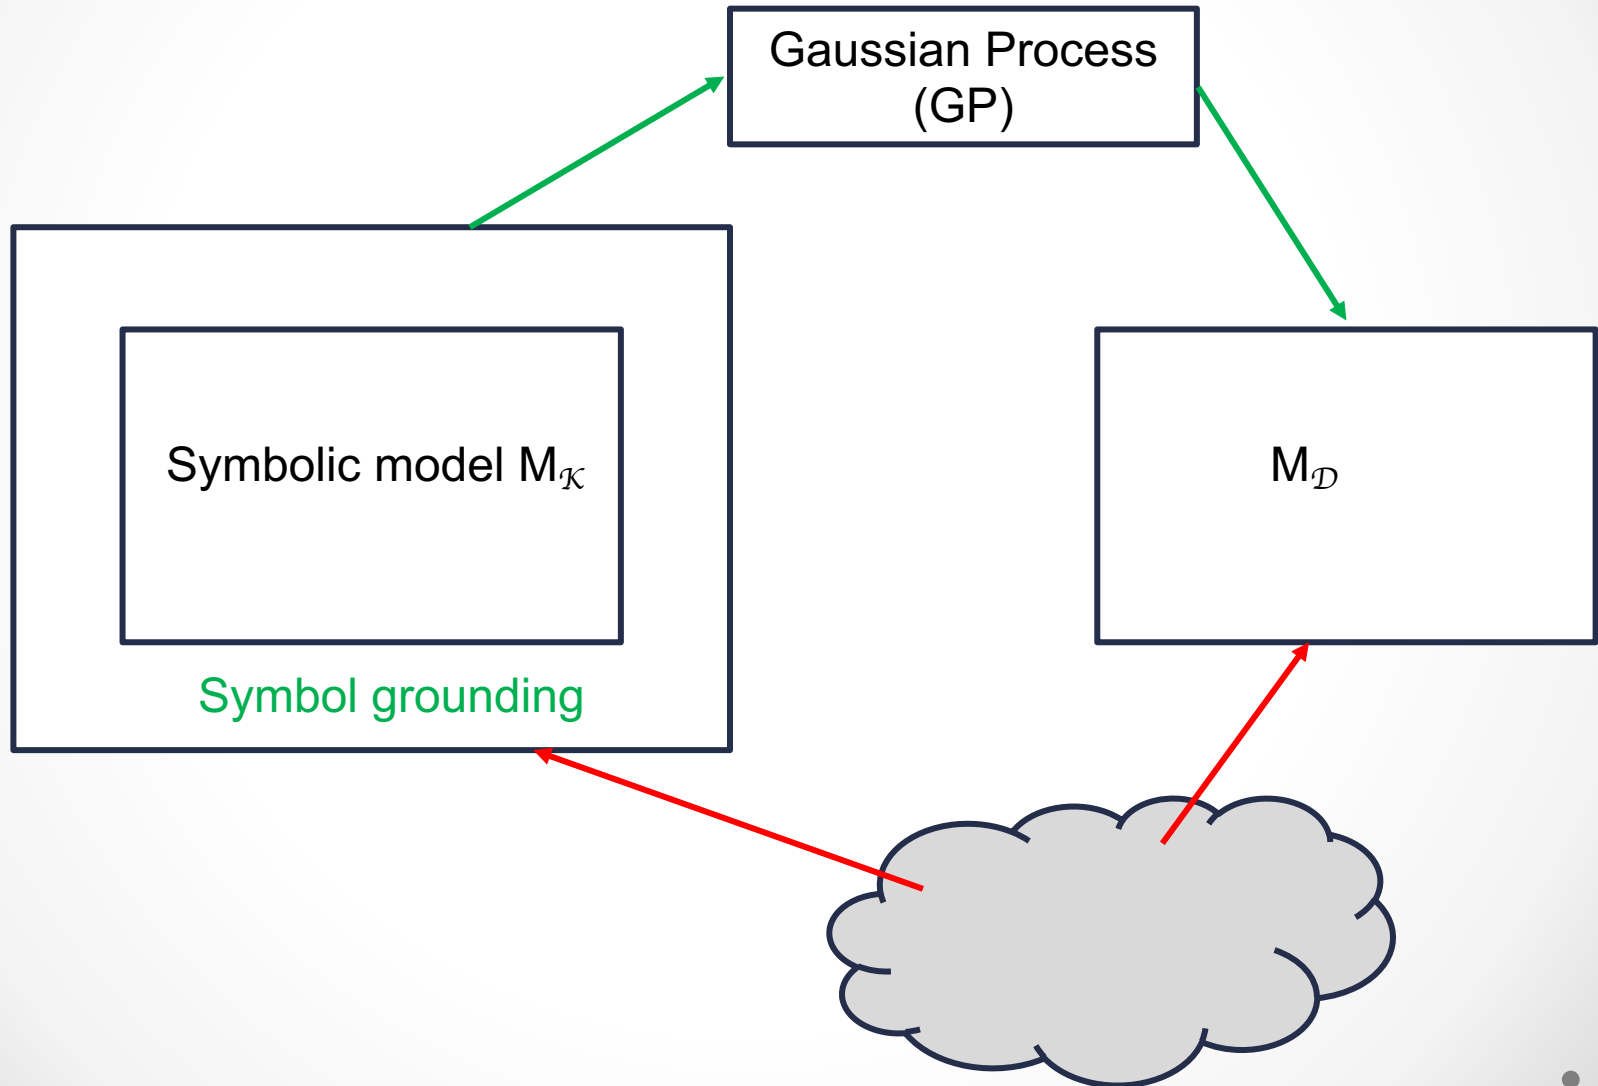 Gaussian Process
(GP)
Symbolic model M𝒦
M𝒟
Symbol grounding